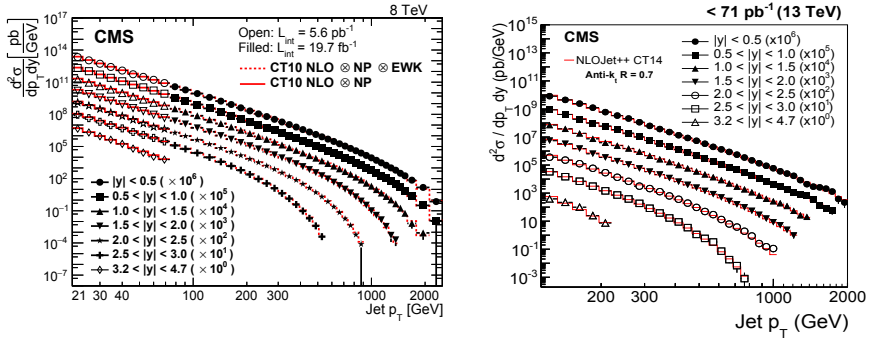 8 TeV
CMS
Open: L_int = 5.6 pb^-1
Filled: L_int = 19.7 fb^-1
CT10 NLO ⊗ NP ⊗ EWK
CT10 NLO ⊗ NP
d²σ/dp_T dy [pb/GeV]
10^17
10^14
10^11
10^8
10^5
10^2
10^-1
10^-4
10^-7
|y| < 0.5 ( × 10^6 )
0.5 < |y| < 1.0 ( × 10^5 )
1.0 < |y| < 1.5 ( × 10^4 )
1.5 < |y| < 2.0 ( × 10^3 )
2.0 < |y| < 2.5 ( × 10^2 )
2.5 < |y| < 3.0 ( × 10^1 )
3.2 < |y| < 4.7 ( × 10^0 )
21 30 40 100 200 300 1000 2000
Jet p_T [GeV]
< 71 pb^-1 (13 TeV)
CMS
NLOJet++ CT14
Anti-k_t R = 0.7
|y| < 0.5 (x10^6)
0.5 < |y| < 1.0 (x10^5)
1.0 < |y| < 1.5 (x10^4)
1.5 < |y| < 2.0 (x10^3)
2.0 < |y| < 2.5 (x10^2)
2.5 < |y| < 3.0 (x10^1)
3.2 < |y| < 4.7 (x10^0)
d²σ / dp_T dy (pb/GeV)
10^15
10^13
10^11
10^9
10^7
10^5
10^3
10
10^-1
10^-3
200 300 1000 2000
Jet p_T (GeV)